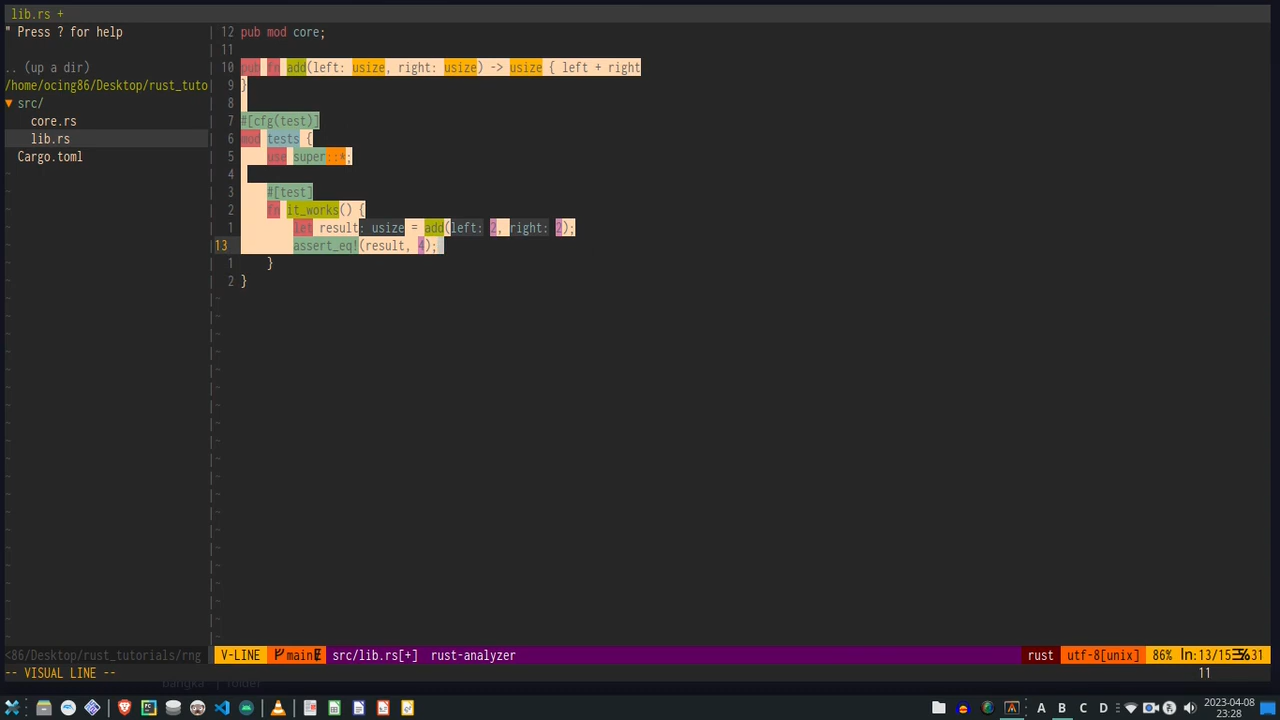 lib.rs +
" Press ? for help
.. (up a dir)
/home/ocing86/Desktop/rust_tuto
▼ src/
core.rs
lib.rs
Cargo.toml
12 pub mod core;
11
10 pub fn add(left: usize, right: usize) -> usize { left + right
9 }
8
7 #[cfg(test)]
6 mod tests {
5     use super::*;
4
3     #[test]
2     fn it_works() {
1         let result: usize = add(left: 2, right: 2);
13         assert_eq!(result, 4);
1     }
2 }
<86/Desktop/rust_tutorials/rng
V-LINE main src/lib.rs[+] rust-analyzer rust utf-8[unix] 86% ln:13/15 31
-- VISUAL LINE -- 11
bangka folder
A B C D
2023-04-08
23:28